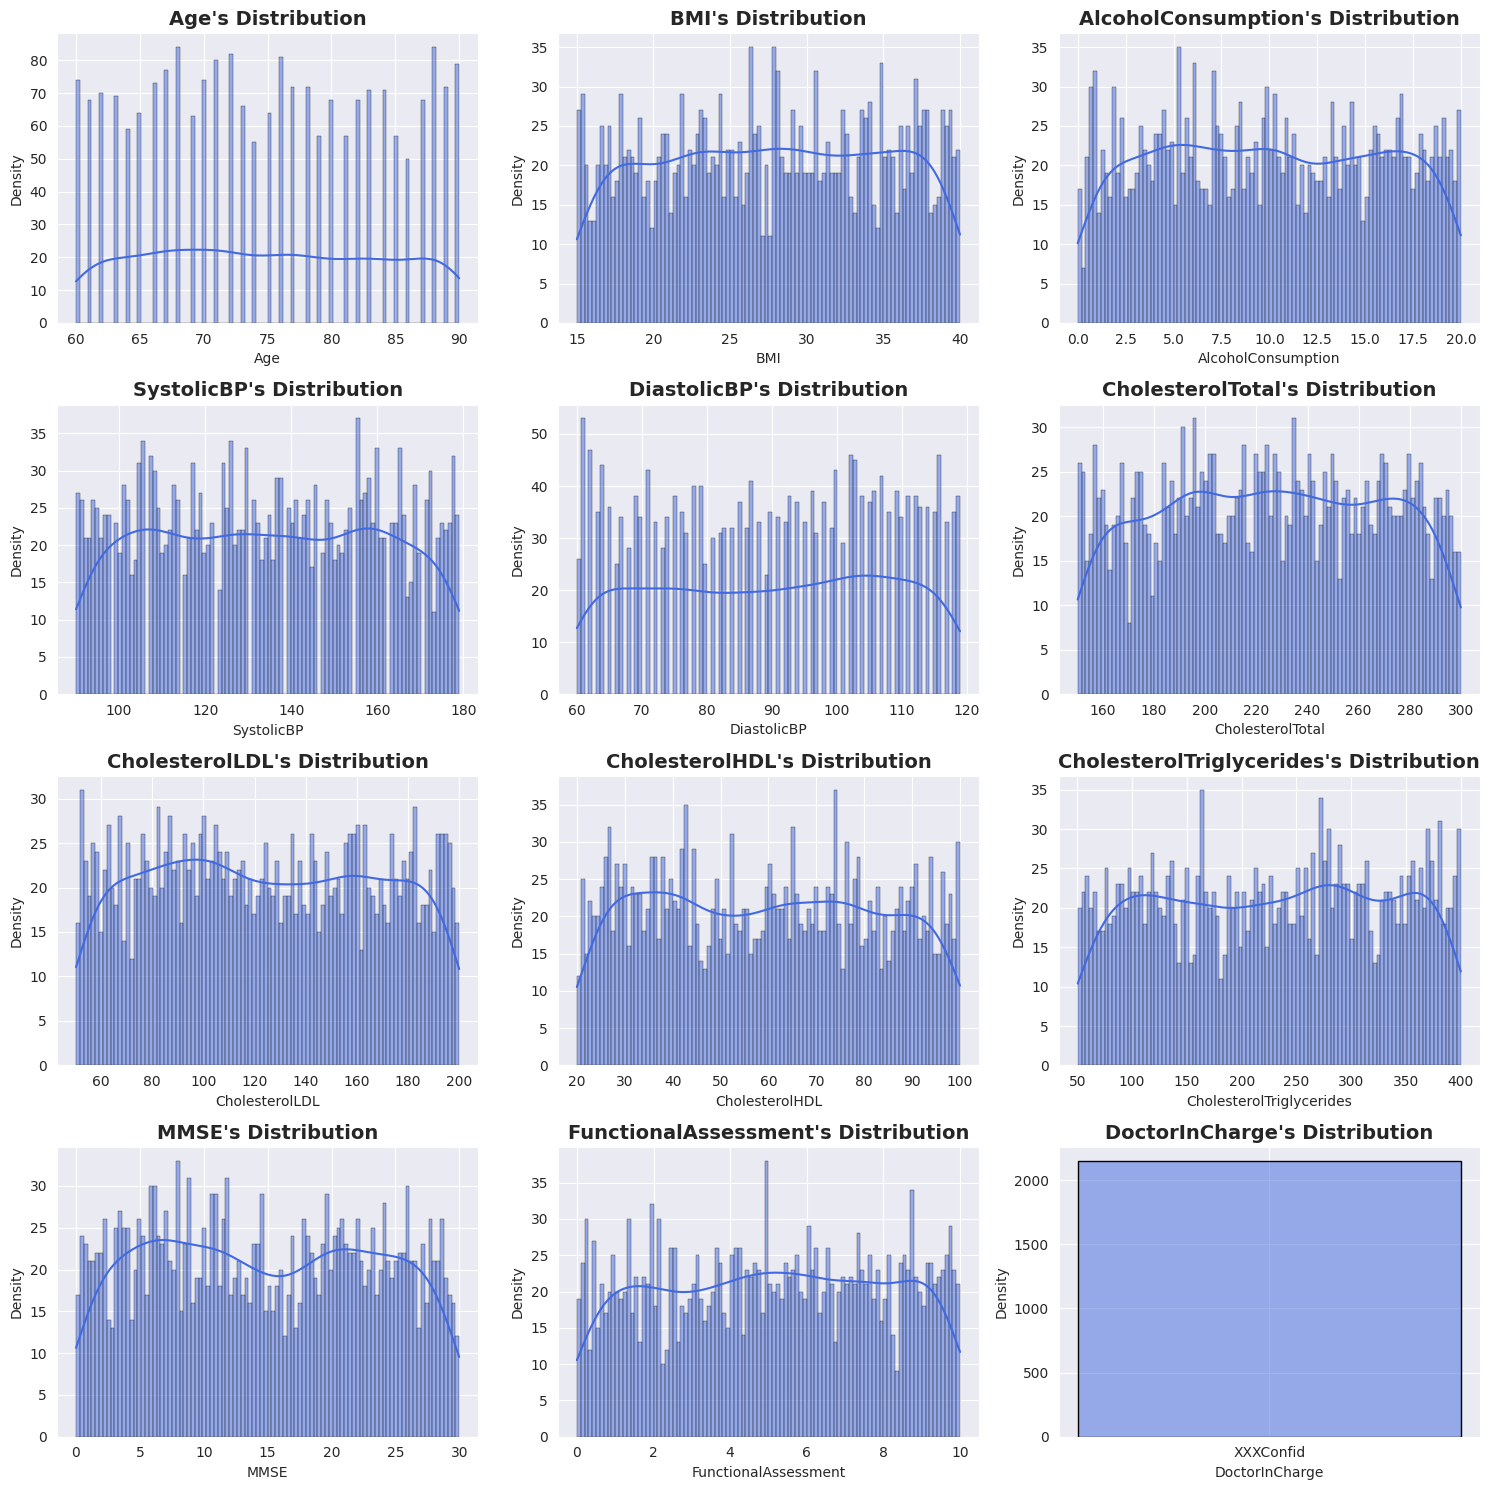 Age's Distribution
Density
80
70
60
50
40
30
20
10
0
60 65 70 75 80 85 90
Age
BMI's Distribution
Density
35
30
25
20
15
10
5
0
15 20 25 30 35 40
BMI
AlcoholConsumption's Distribution
Density
35
30
25
20
15
10
5
0
0.0 2.5 5.0 7.5 10.0 12.5 15.0 17.5 20.0
AlcoholConsumption
SystolicBP's Distribution
Density
35
30
25
20
15
10
5
0
100 120 140 160 180
SystolicBP
DiastolicBP's Distribution
Density
50
40
30
20
10
0
60 70 80 90 100 110 120
DiastolicBP
CholesterolTotal's Distribution
Density
30
25
20
15
10
5
0
160 180 200 220 240 260 280 300
CholesterolTotal
CholesterolLDL's Distribution
Density
30
25
20
15
10
5
0
60 80 100 120 140 160 180 200
CholesterolLDL
CholesterolHDL's Distribution
Density
35
30
25
20
15
10
5
0
20 30 40 50 60 70 80 90 100
CholesterolHDL
CholesterolTriglycerides's Distribution
Density
35
30
25
20
15
10
5
0
50 100 150 200 250 300 350 400
CholesterolTriglycerides
MMSE's Distribution
Density
30
25
20
15
10
5
0
0 5 10 15 20 25 30
MMSE
FunctionalAssessment's Distribution
Density
35
30
25
20
15
10
5
0
0 2 4 6 8 10
FunctionalAssessment
DoctorInCharge's Distribution
Density
2000
1500
1000
500
0
XXXConfid
DoctorInCharge